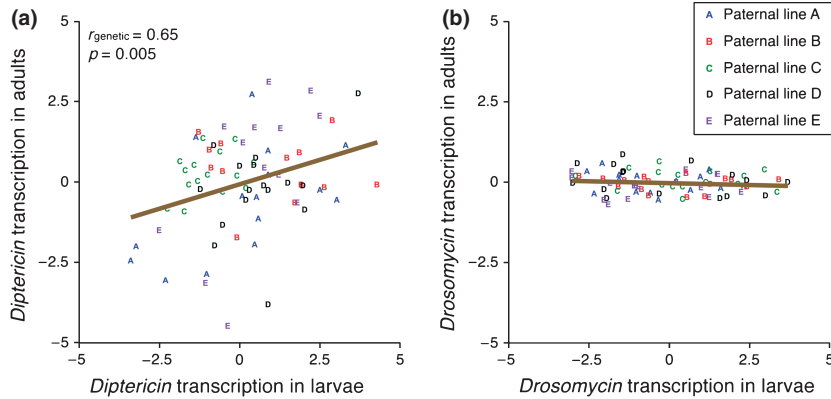 (a)
r genetic = 0.65
p = 0.005
Diptericin transcription in adults
5
2.5
0
−2.5
−5
−5
−2.5
0
2.5
5
Diptericin transcription in larvae
(b)
Paternal line A
Paternal line B
Paternal line C
Paternal line D
Paternal line E
Drosomycin transcription in adults
5
2.5
0
−2.5
−5
−5
−2.5
0
2.5
5
Drosomycin transcription in larvae